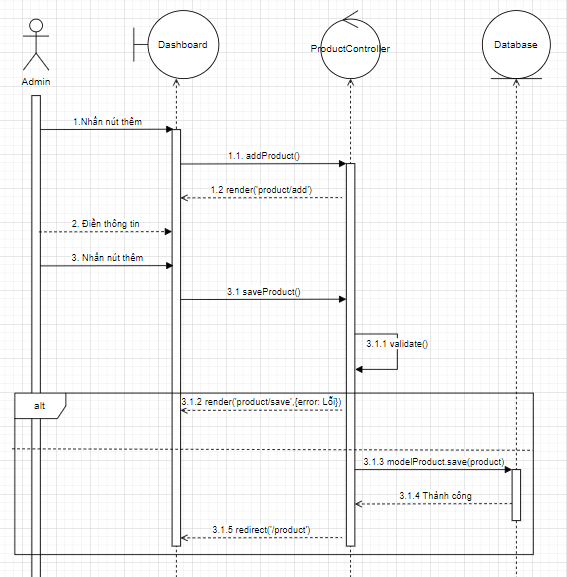 Dashboard
ProductController
Database
Admin
1.Nhấn nút thêm
1.1. addProduct()
1.2 render('product/add')
2. Điền thông tin
3. Nhấn nút thêm
3.1 saveProduct()
3.1.1 validate()
alt
3.1.2 render('product/save',{error: Lỗi})
3.1.3 modelProduct.save(product)
3.1.4 Thành công
3.1.5 redirect('/product')